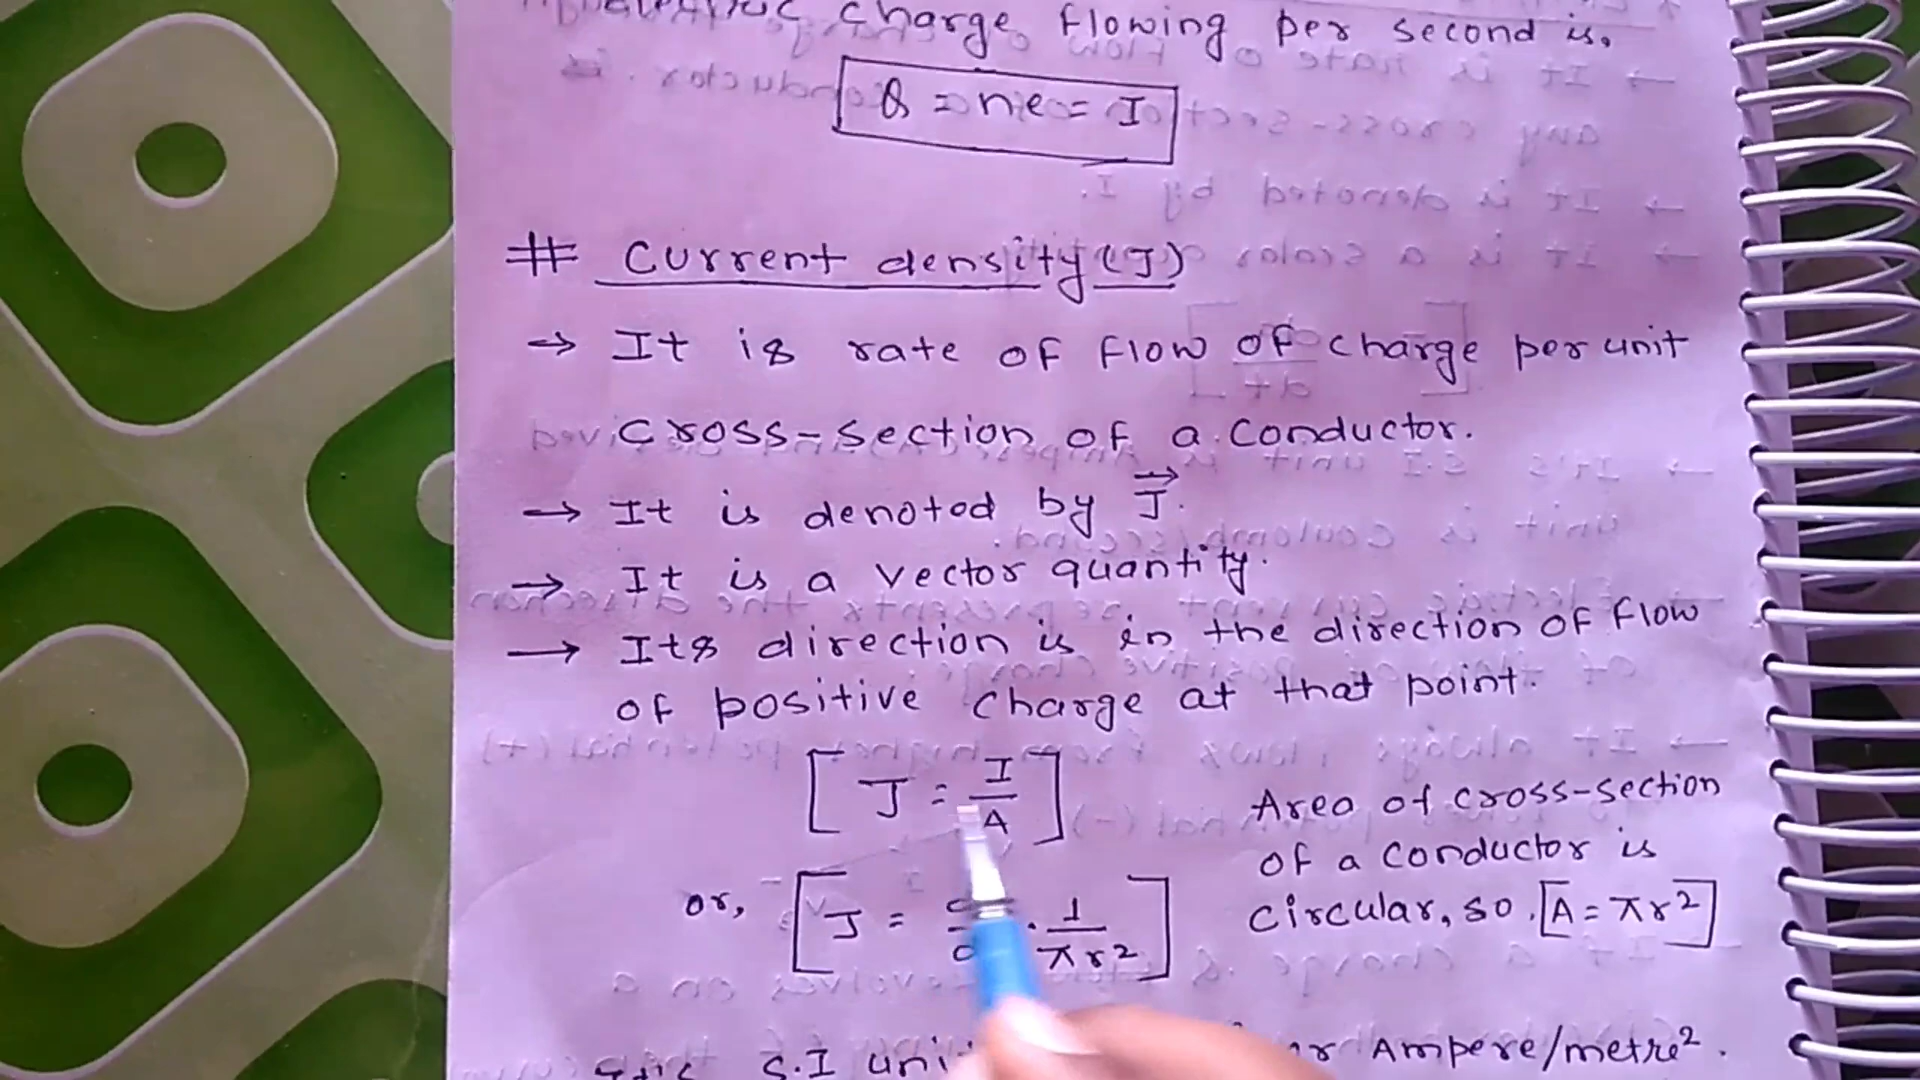 charge flowing per second is,
Q = ne = I
# Current density (J)
→ It is rate of flow of charge per unit
cross-section of a conductor.
→ It is denoted by J⃗.
→ It is a vector quantity.
→ Its direction is in the direction of flow
of positive charge at that point.
[J = I/A]
Area of cross-section
of a conductor is
circular, so [A = πr²]
or, [J = · 1/πr²]
S.I Ampere/metre².